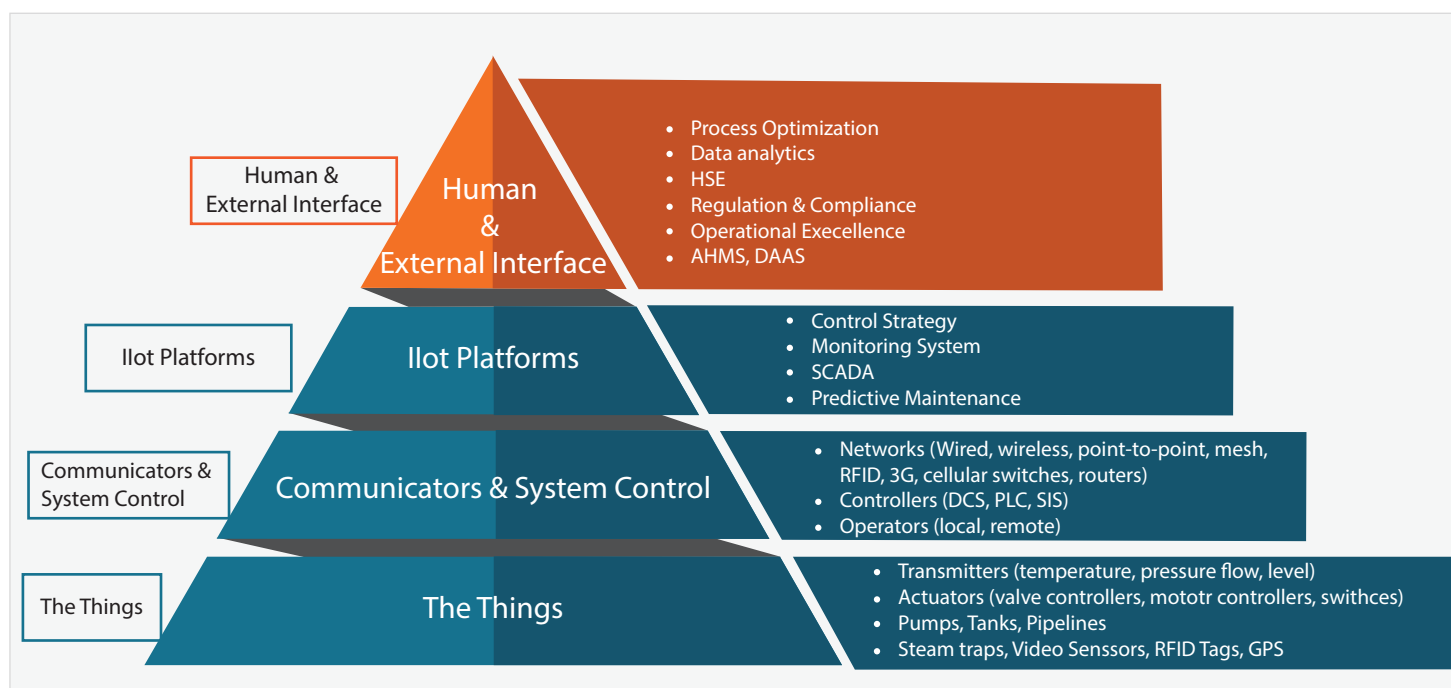 Human &
External Interface
Human
&
External Interface
• Process Optimization
• Data analytics
• HSE
• Regulation & Compliance
• Operational Execellence
• AHMS, DAAS
IIot Platforms
IIot Platforms
• Control Strategy
• Monitoring System
• SCADA
• Predictive Maintenance
Communicators &
System Control
Communicators & System Control
• Networks (Wired, wireless, point-to-point, mesh,
RFID, 3G, cellular switches, routers)
• Controllers (DCS, PLC, SIS)
• Operators (local, remote)
The Things
The Things
• Transmitters (temperature, pressure flow, level)
• Actuators (valve controllers, mototr controllers, swithces)
• Pumps, Tanks, Pipelines
• Steam traps, Video Senssors, RFID Tags, GPS